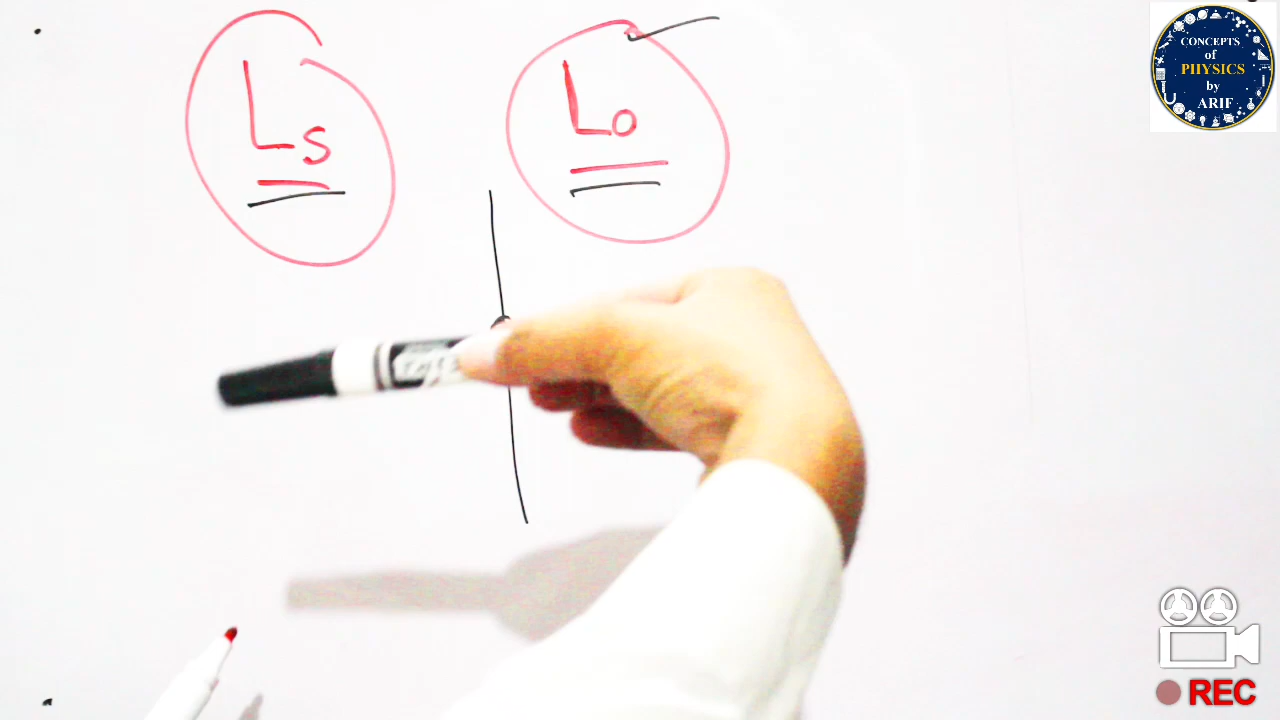 Ls
Lo
CONCEPTS
of
PHYSICS
by
ARIF
REC